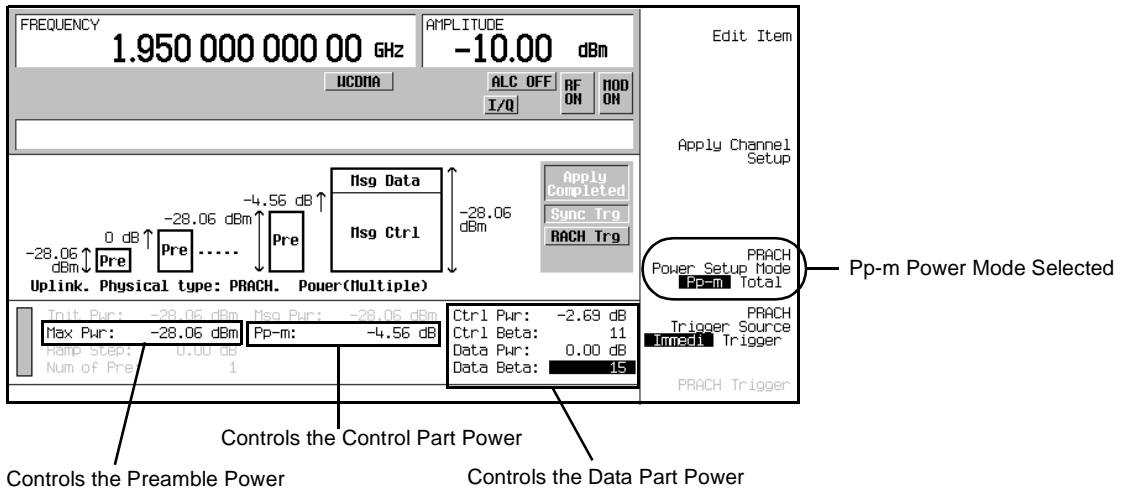 FREQUENCY
1.950 000 000 00 GHz
AMPLITUDE
-10.00 dBm
WCDMA
ALC OFF
I/Q
RF ON
MOD ON
Edit Item
Apply Channel
Setup
Msg Data
Msg Ctrl
-4.56 dB
-28.06 dBm
0 dB
-28.06
dBm
Pre
Pre
.....
Pre
-28.06
dBm
Apply
Completed
Sync Trg
RACH Trg
Uplink. Physical type: PRACH. Power(Multiple)
PRACH
Power Setup Mode
Pp-m Total
Pp-m Power Mode Selected
Init Pwr: -28.06 dBm Msg Pwr: -28.06 dBm
Max Pwr: -28.06 dBm Pp-m: -4.56 dB
Ramp Step: 0.00 dB
Num of Pre 1
Ctrl Pwr: -2.69 dB
Ctrl Beta: 11
Data Pwr: 0.00 dB
Data Beta: 15
PRACH
Trigger Source
Immedi Trigger
PRACH Trigger
Controls the Control Part Power
Controls the Preamble Power
Controls the Data Part Power